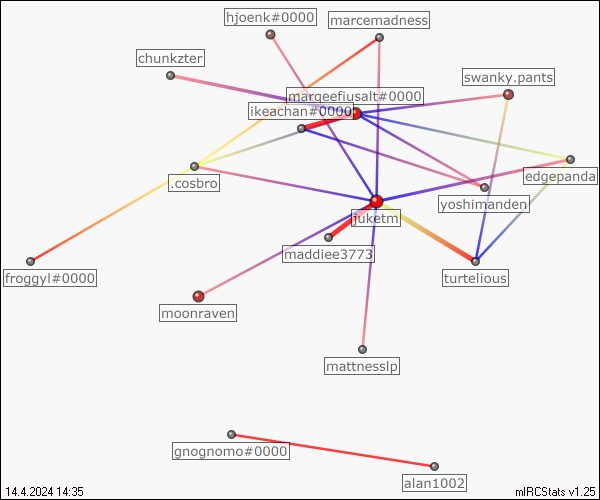 hjoenk#0000
marcemadness
chunkzter
swanky.pants
marqeefiusalt#0000
ikeachan#0000
edgepanda
.cosbro
yoshimanden
juketm
maddiee3773
froggyl#0000
turtelious
moonraven
mattnesslp
gnognomo#0000
alan1002
14.4.2024 14:35
mIRCStats v1.25